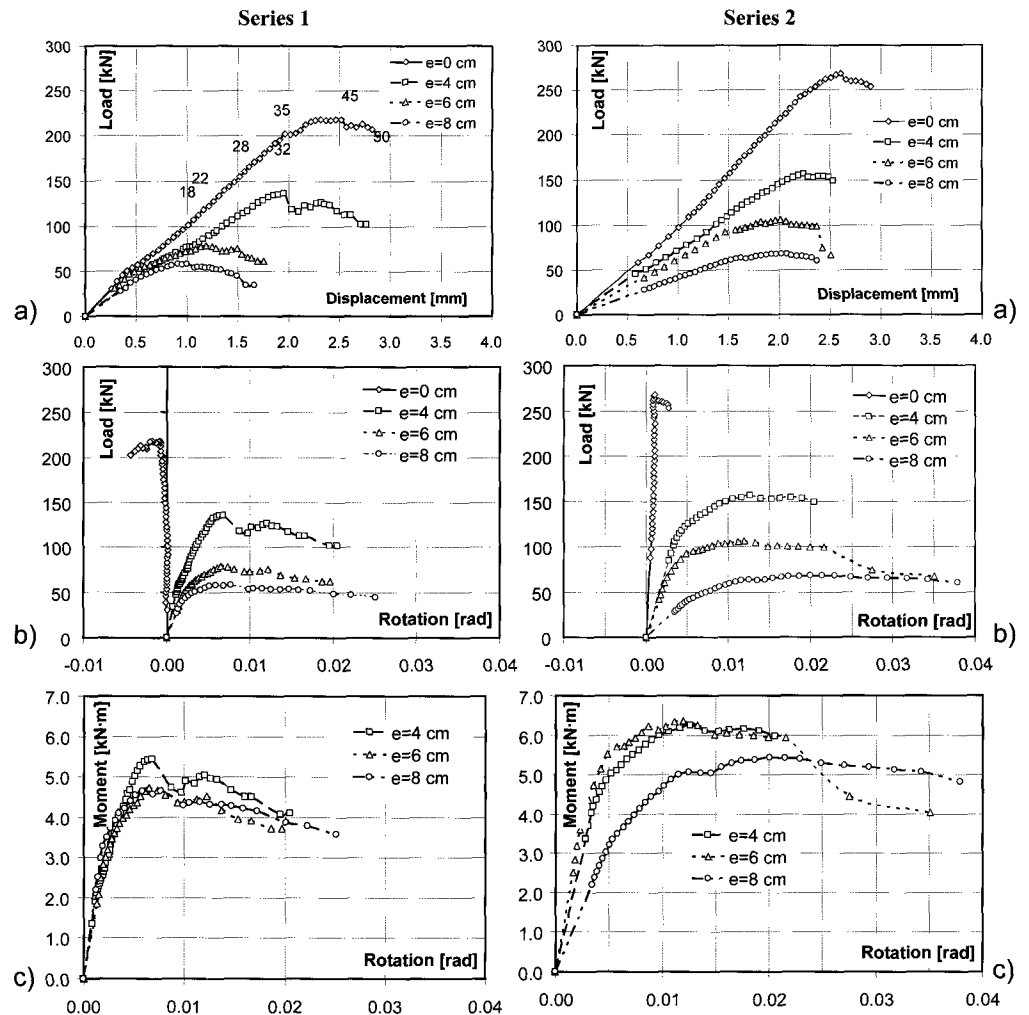 Series 1
Series 2
Load [kN]
300
250
200
150
100
50
0
0.0 0.5 1.0 1.5 2.0 2.5 3.0 3.5 4.0
Displacement [mm]
e=0 cm
e=4 cm
e=6 cm
e=8 cm
18
22
28
32
35
45
50
a)
Load [kN]
300
250
200
150
100
50
0
0.0 0.5 1.0 1.5 2.0 2.5 3.0 3.5 4.0
Displacement [mm]
e=0 cm
e=4 cm
e=6 cm
e=8 cm
a)
Load [kN]
300
250
200
150
100
50
0
-0.01 0.00 0.01 0.02 0.03 0.04
Rotation [rad]
e=0 cm
e=4 cm
e=6 cm
e=8 cm
b)
Load [kN]
300
250
200
150
100
50
0
-0.01 0.00 0.01 0.02 0.03 0.04
Rotation [rad]
e=0 cm
e=4 cm
e=6 cm
e=8 cm
b)
Moment [kN·m]
7.0
6.0
5.0
4.0
3.0
2.0
1.0
0.0
0.00 0.01 0.02 0.03 0.04
Rotation [rad]
e=4 cm
e=6 cm
e=8 cm
c)
Moment [kN·m]
7.0
6.0
5.0
4.0
3.0
2.0
1.0
0.0
0.00 0.01 0.02 0.03 0.04
Rotation [rad]
e=4 cm
e=6 cm
e=8 cm
c)